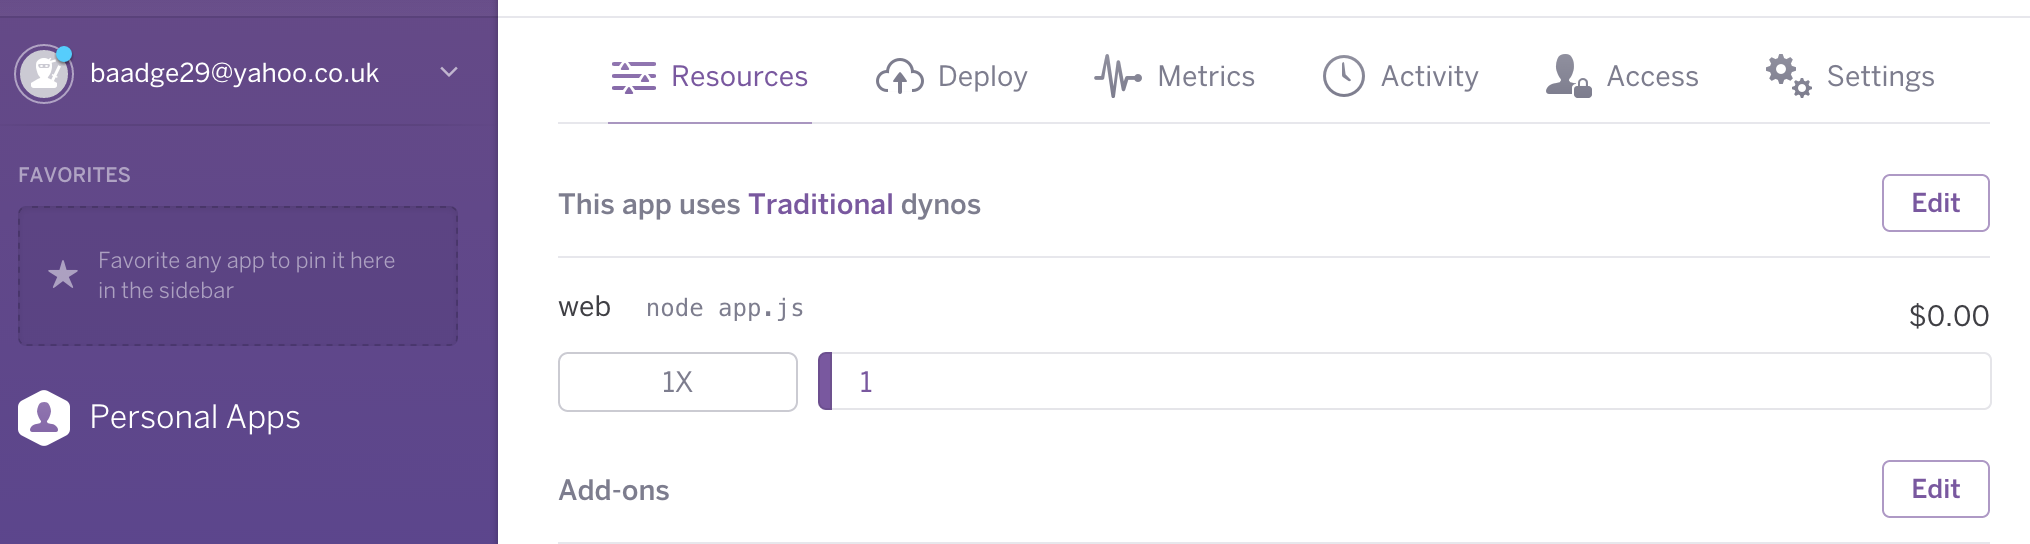 baadge29@yahoo.co.uk
FAVORITES
Favorite any app to pin it here
in the sidebar
Personal Apps
Resources
Deploy
Metrics
Activity
Access
Settings
This app uses Traditional dynos
Edit
web node app.js
$0.00
1X
1
Add-ons
Edit